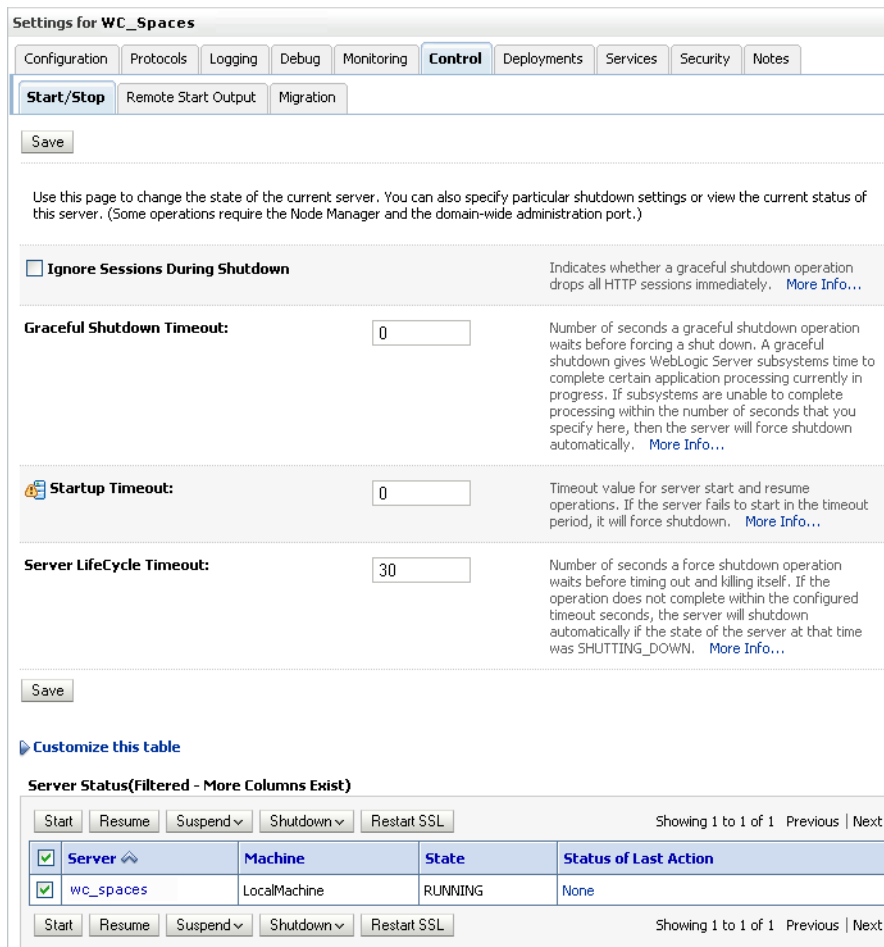 Settings for WC_Spaces
Configuration Protocols Logging Debug Monitoring Control Deployments Services Security Notes
Start/Stop Remote Start Output Migration
Save
Use this page to change the state of the current server. You can also specify particular shutdown settings or view the current status of
this server. (Some operations require the Node Manager and the domain-wide administration port.)
Ignore Sessions During Shutdown
Indicates whether a graceful shutdown operation
drops all HTTP sessions immediately. More Info...
Graceful Shutdown Timeout:
0
Number of seconds a graceful shutdown operation
waits before forcing a shut down. A graceful
shutdown gives WebLogic Server subsystems time to
complete certain application processing currently in
progress. If subsystems are unable to complete
processing within the number of seconds that you
specify here, then the server will force shutdown
automatically. More Info...
Startup Timeout:
0
Timeout value for server start and resume
operations. If the server fails to start in the timeout
period, it will force shutdown. More Info...
Server LifeCycle Timeout:
30
Number of seconds a force shutdown operation
waits before timing out and killing itself. If the
operation does not complete within the configured
timeout seconds, the server will shutdown
automatically if the state of the server at that time
was SHUTTING_DOWN. More Info...
Save
Customize this table
Server Status(Filtered - More Columns Exist)
Start Resume Suspend Shutdown Restart SSL Showing 1 to 1 of 1 Previous | Next
Server Machine State Status of Last Action
wc_spaces LocalMachine RUNNING None
Start Resume Suspend Shutdown Restart SSL Showing 1 to 1 of 1 Previous | Next